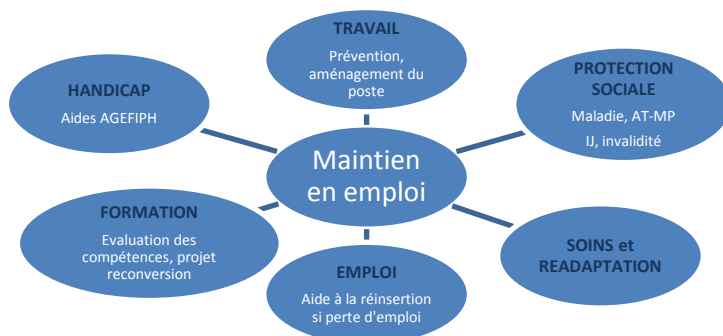 TRAVAIL
Prévention,
aménagement du
poste
PROTECTION
SOCIALE
Maladie, AT-MP
IJ, invalidité
HANDICAP
Aides AGEFIPH
Maintien
en emploi
FORMATION
Evaluation des
compétences, projet
reconversion
SOINS et
READAPTATION
EMPLOI
Aide à la réinsertion
si perte d'emploi